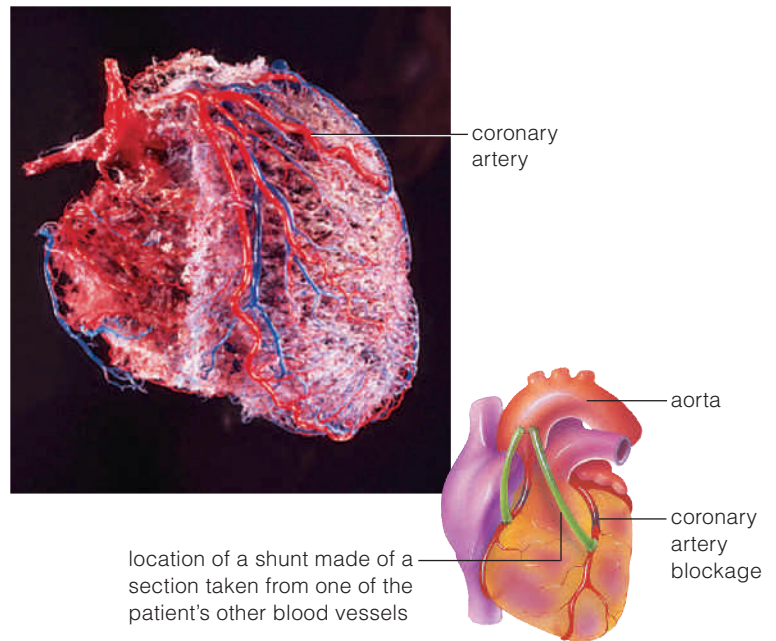 coronary
artery
aorta
coronary
artery
blockage
location of a shunt made of a
section taken from one of the
patient's other blood vessels